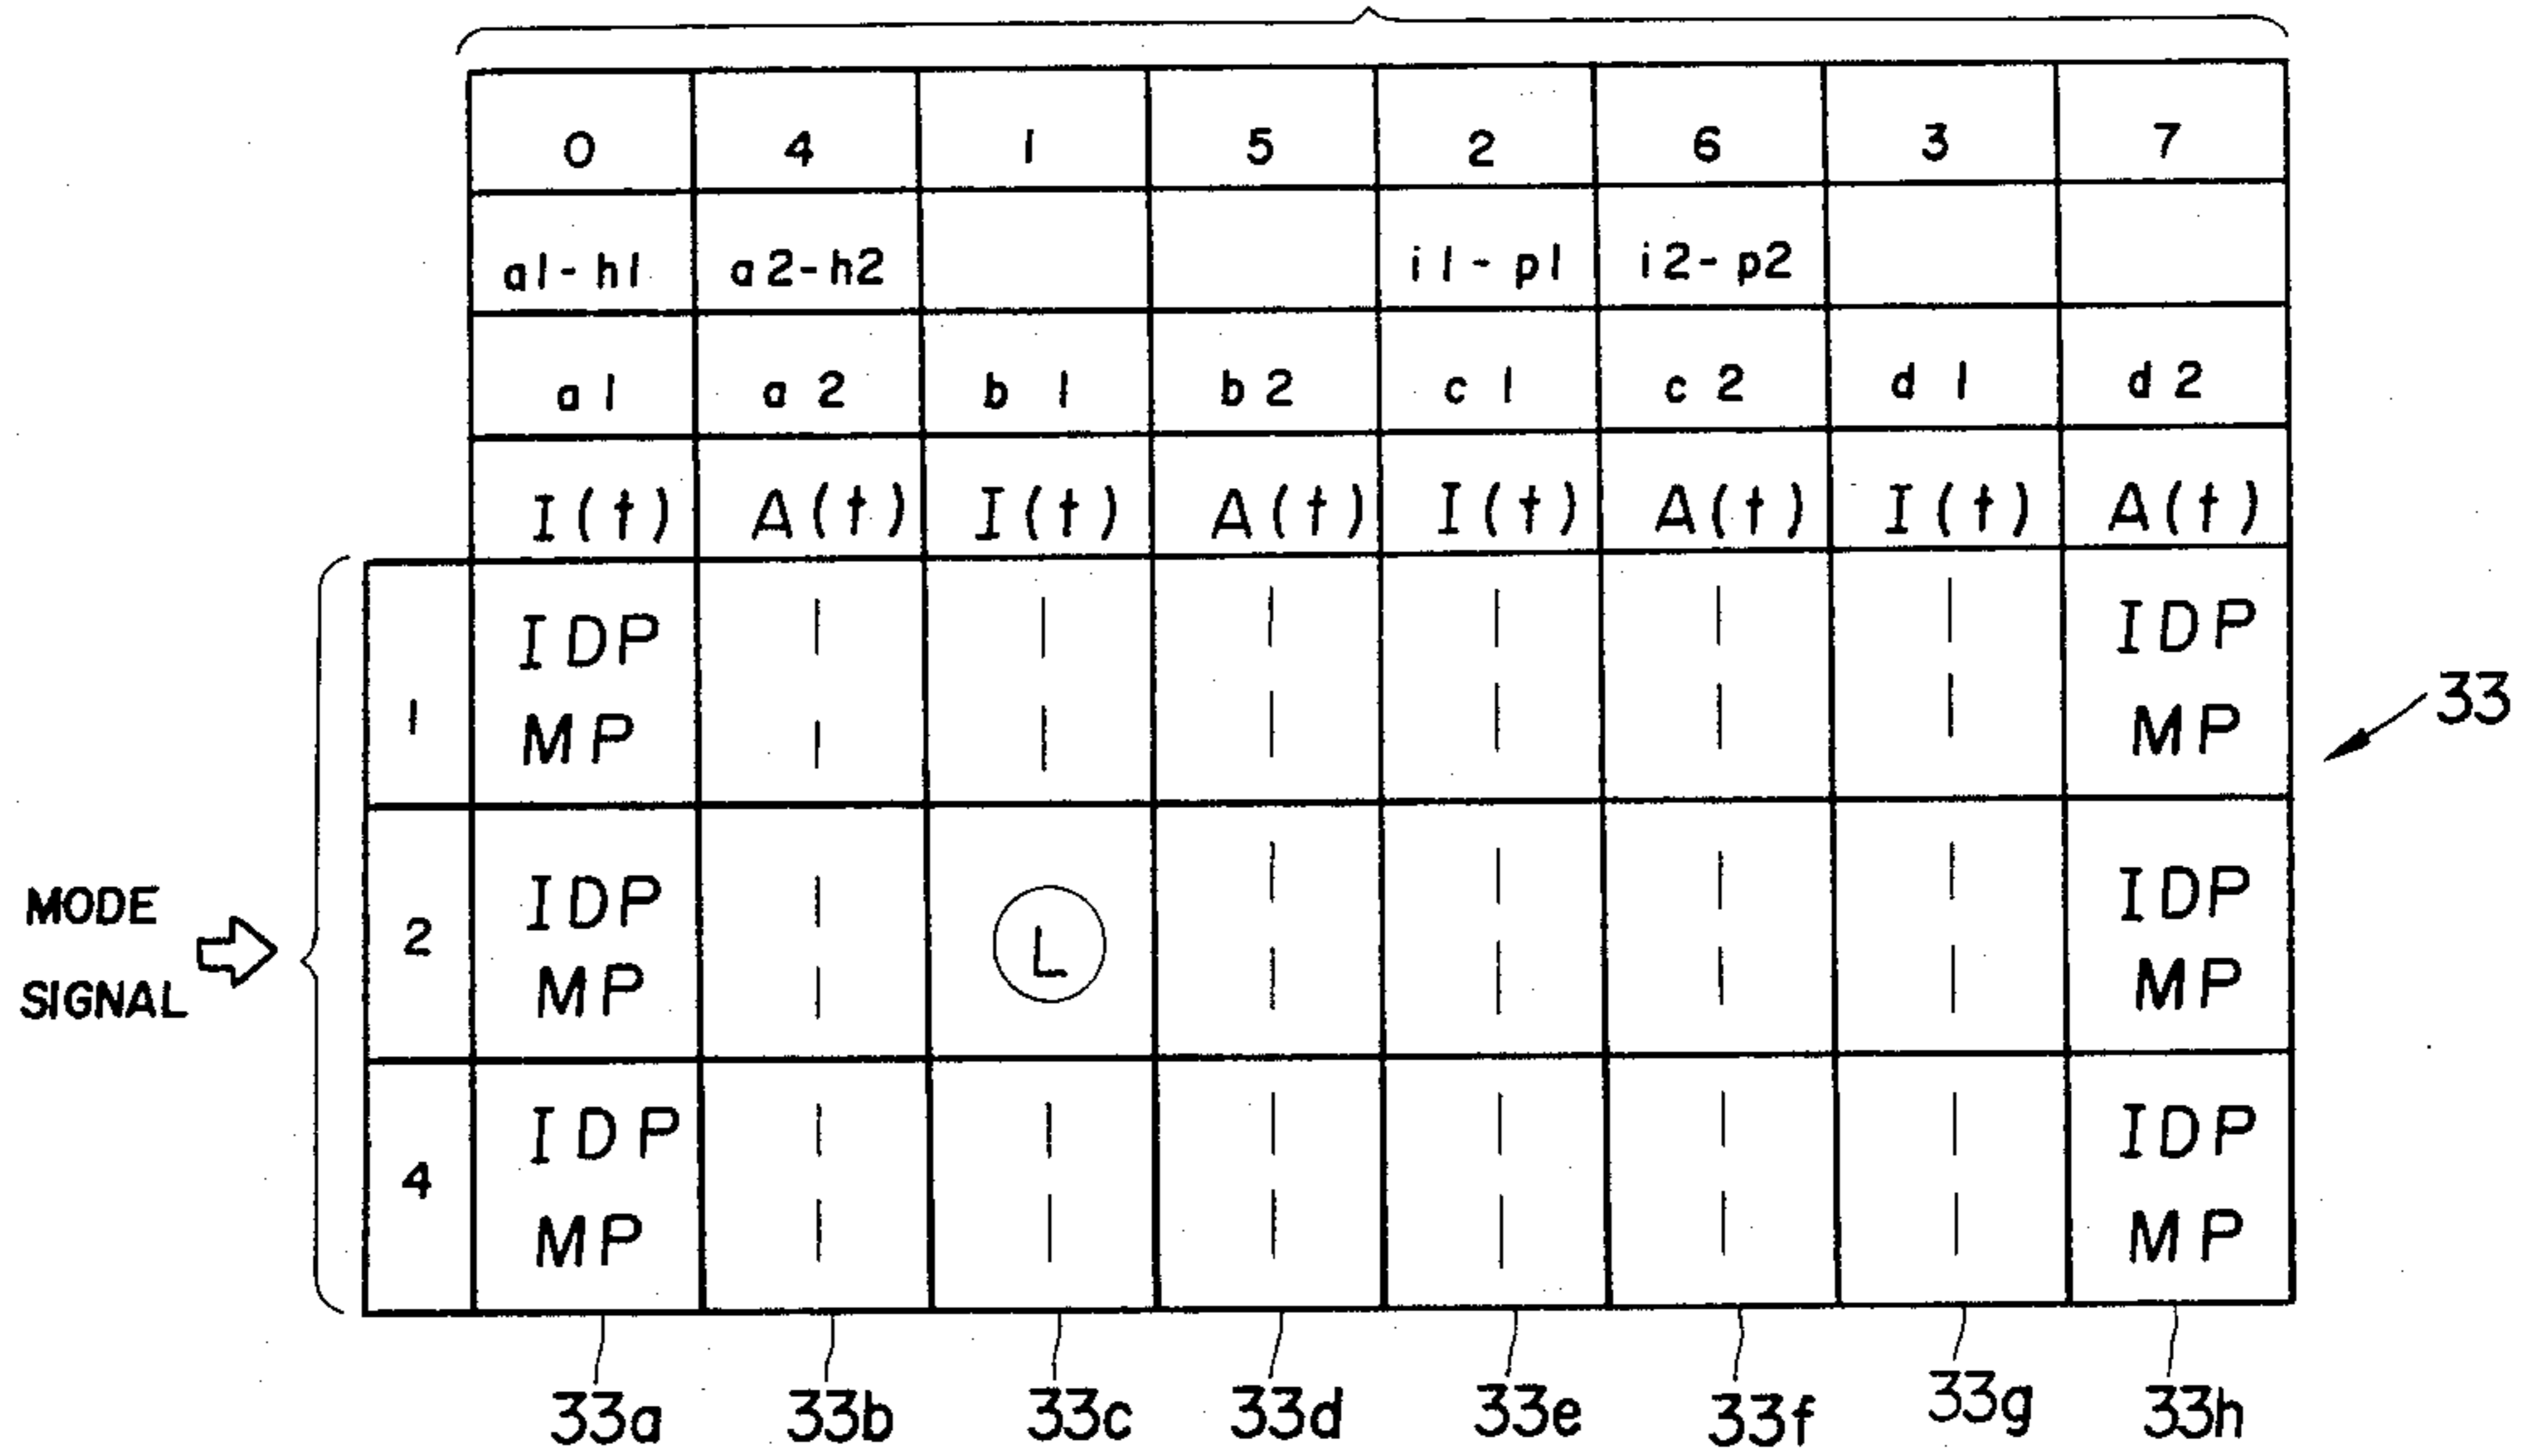 0 4 1 5 2 6 3 7
a1-h1 a2-h2 i1-p1 i2-p2
a1 a2 b1 b2 c1 c2 d1 d2
I(t) A(t) I(t) A(t) I(t) A(t) I(t) A(t)
IDP IDP
1 MP MP
33
MODE
SIGNAL
IDP IDP
2 L
MP MP
IDP IDP
4
MP MP
33a 33b 33c 33d 33e 33f 33g 33h